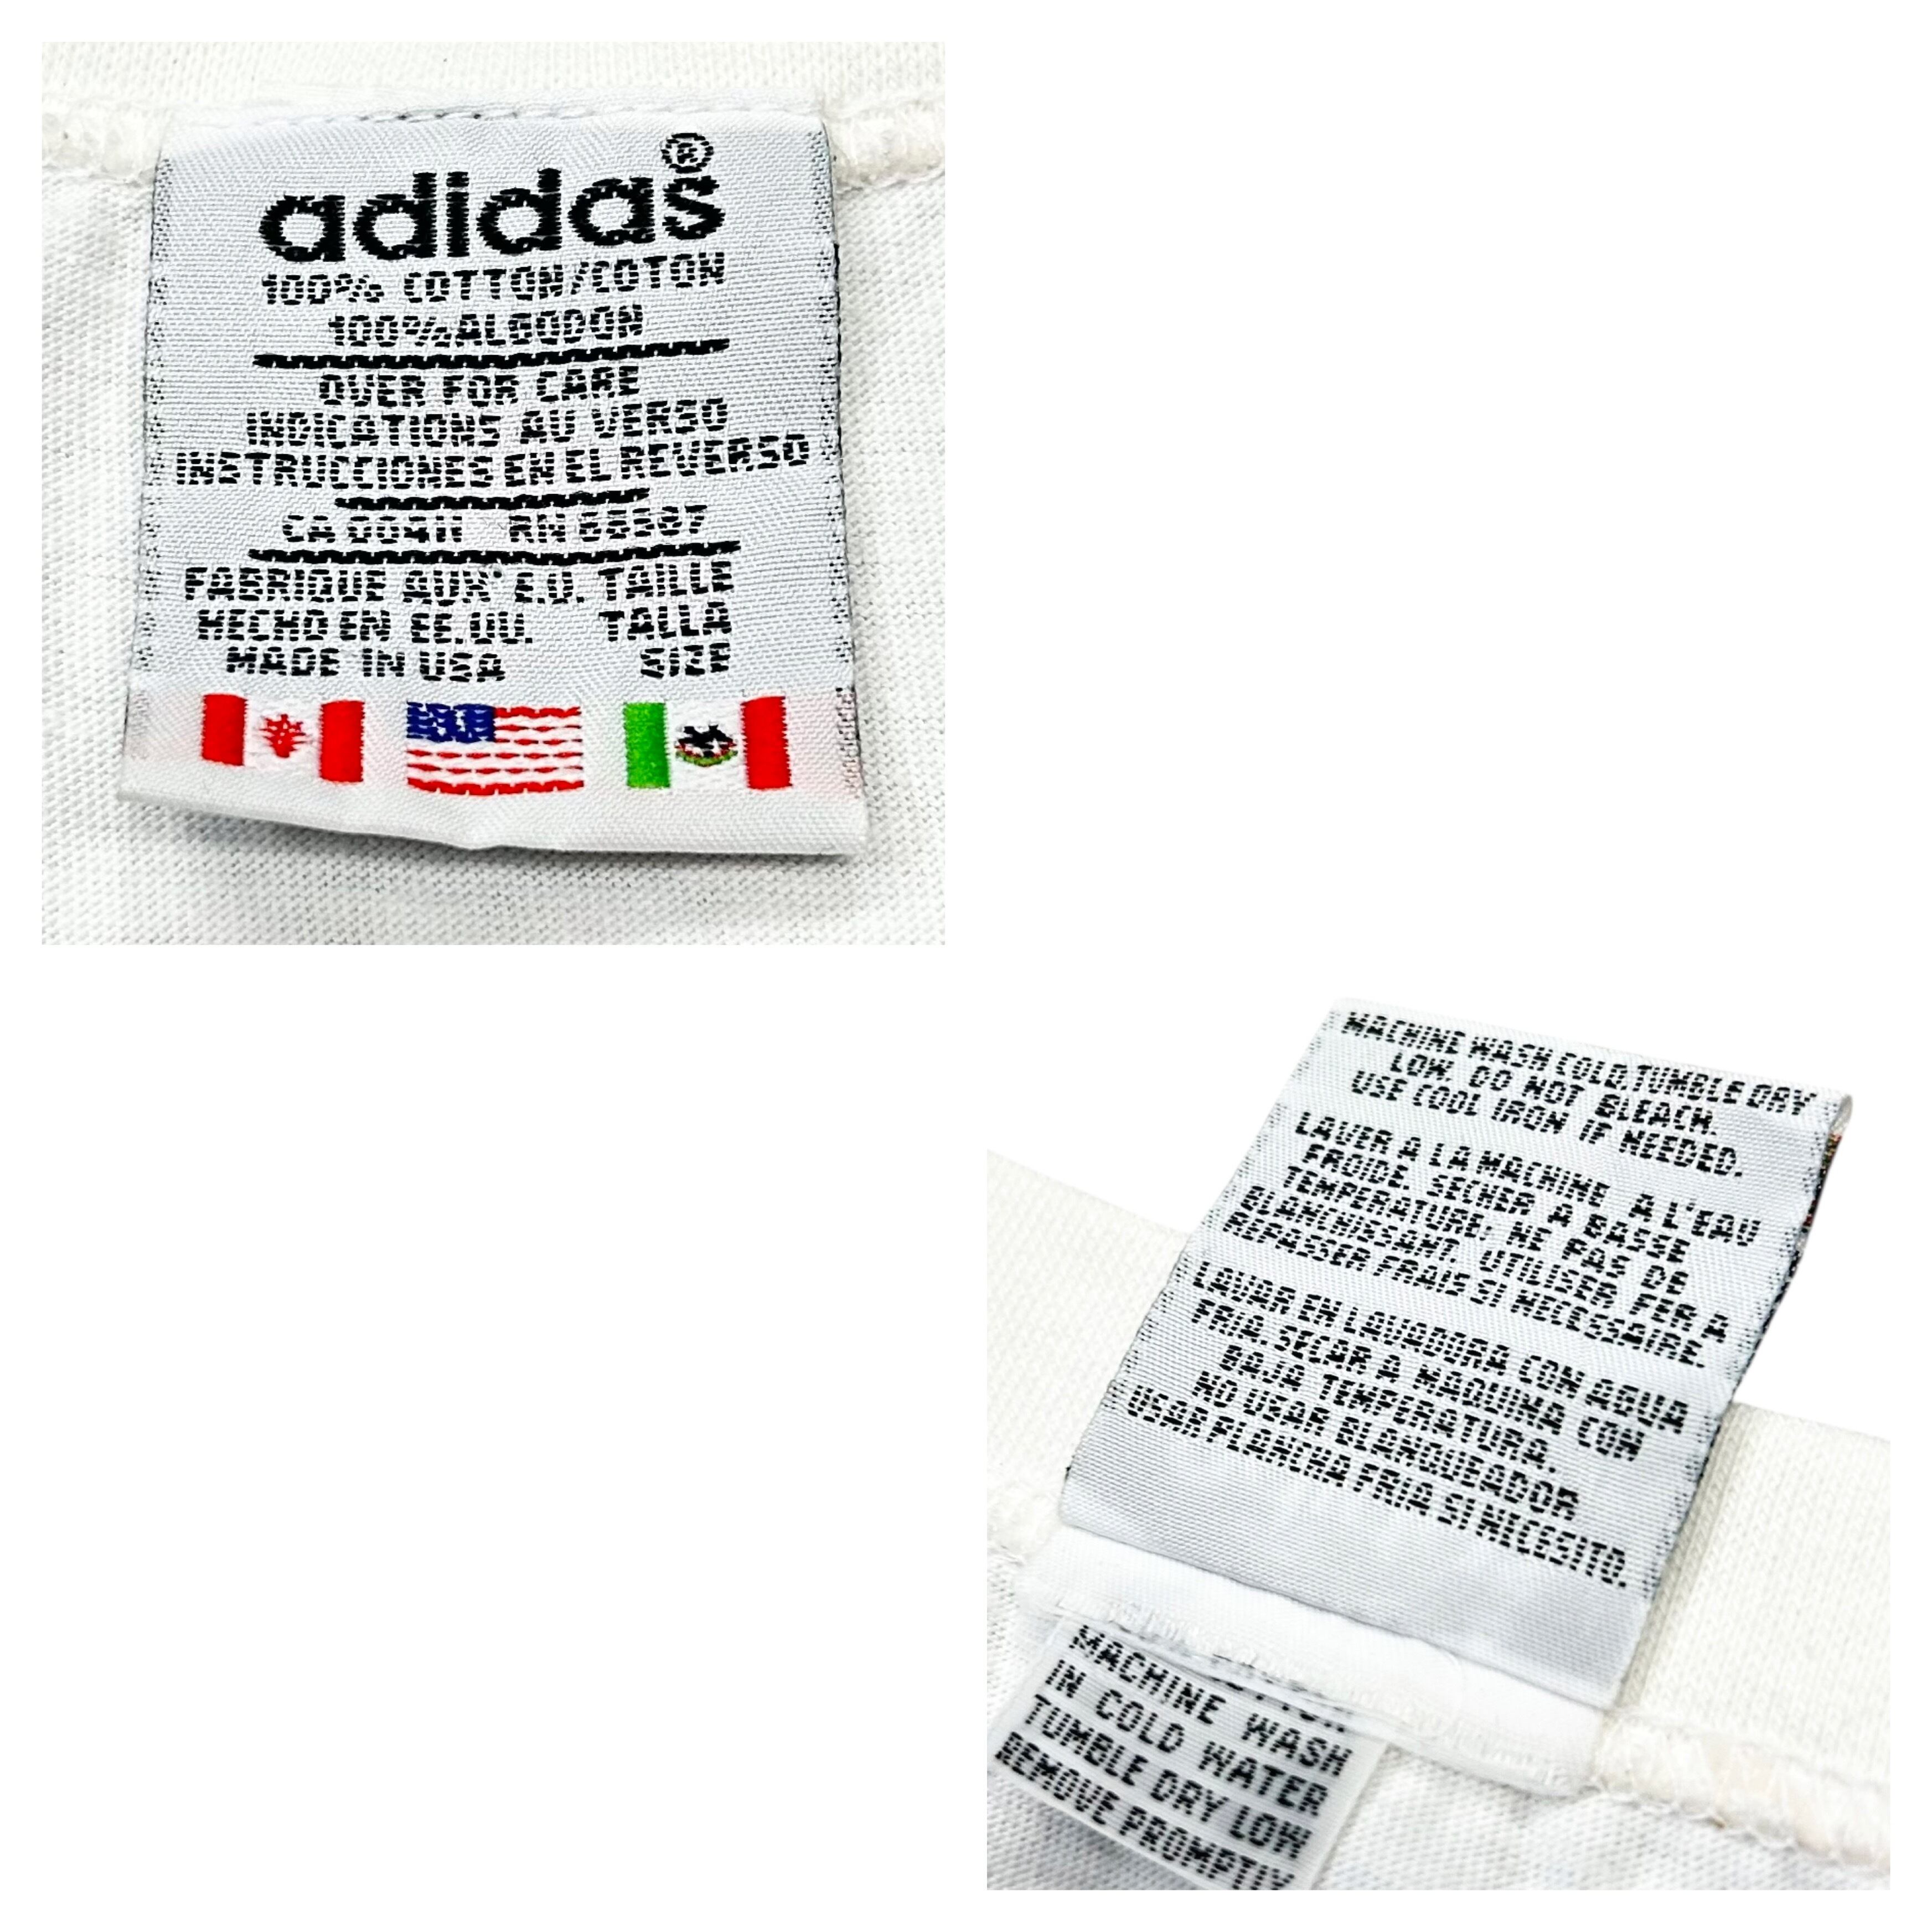 adidas®
100% COTTON/COTON
100% ALGODON
OVER FOR CARE
INDICATIONS AU VERSO
INSTRUCCIONES EN EL REVERSO
CA 00411 RN 88387
FABRIQUE AUX E.U. TAILLE
HECHO EN EE.UU. TALLA
MADE IN USA SIZE
MACHINE WASH COLD, TUMBLE DRY
LOW. DO NOT BLEACH.
USE COOL IRON IF NEEDED.
LAVER A LA MACHINE A L'EAU
FROIDE. SECHER A BASSE
TEMPERATURE; NE PAS DE
BLANCHISSANT. UTILISER FER A
REPASSER FRAIS SI NECESSAIRE.
LAVAR EN LAVADORA CON AGUA
FRIA. SECAR A MAQUINA CON
BAJA TEMPERATURA.
NO USAR BLANQUEADOR
USAR PLANCHA FRIA SI NECESITO.
MACHINE WASH
IN COLD WATER
TUMBLE DRY LOW
REMOVE PROMPTLY